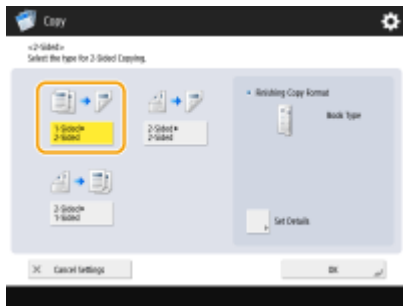 Copy
<2-Sided>
Select the type for 2-Sided Copying.
1-Sided►
2-Sided
2-Sided►
2-Sided
2-Sided►
1-Sided
Finishing Copy Format
Book Type
Set Details
Cancel Settings
OK